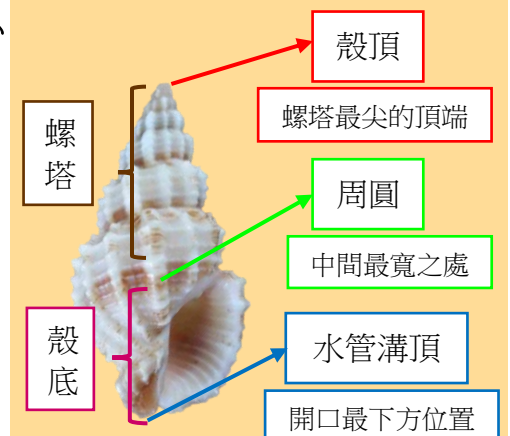 殼頂
螺塔最尖的頂端
螺塔
周圓
中間最寬之處
殼底
水管溝頂
開口最下方位置